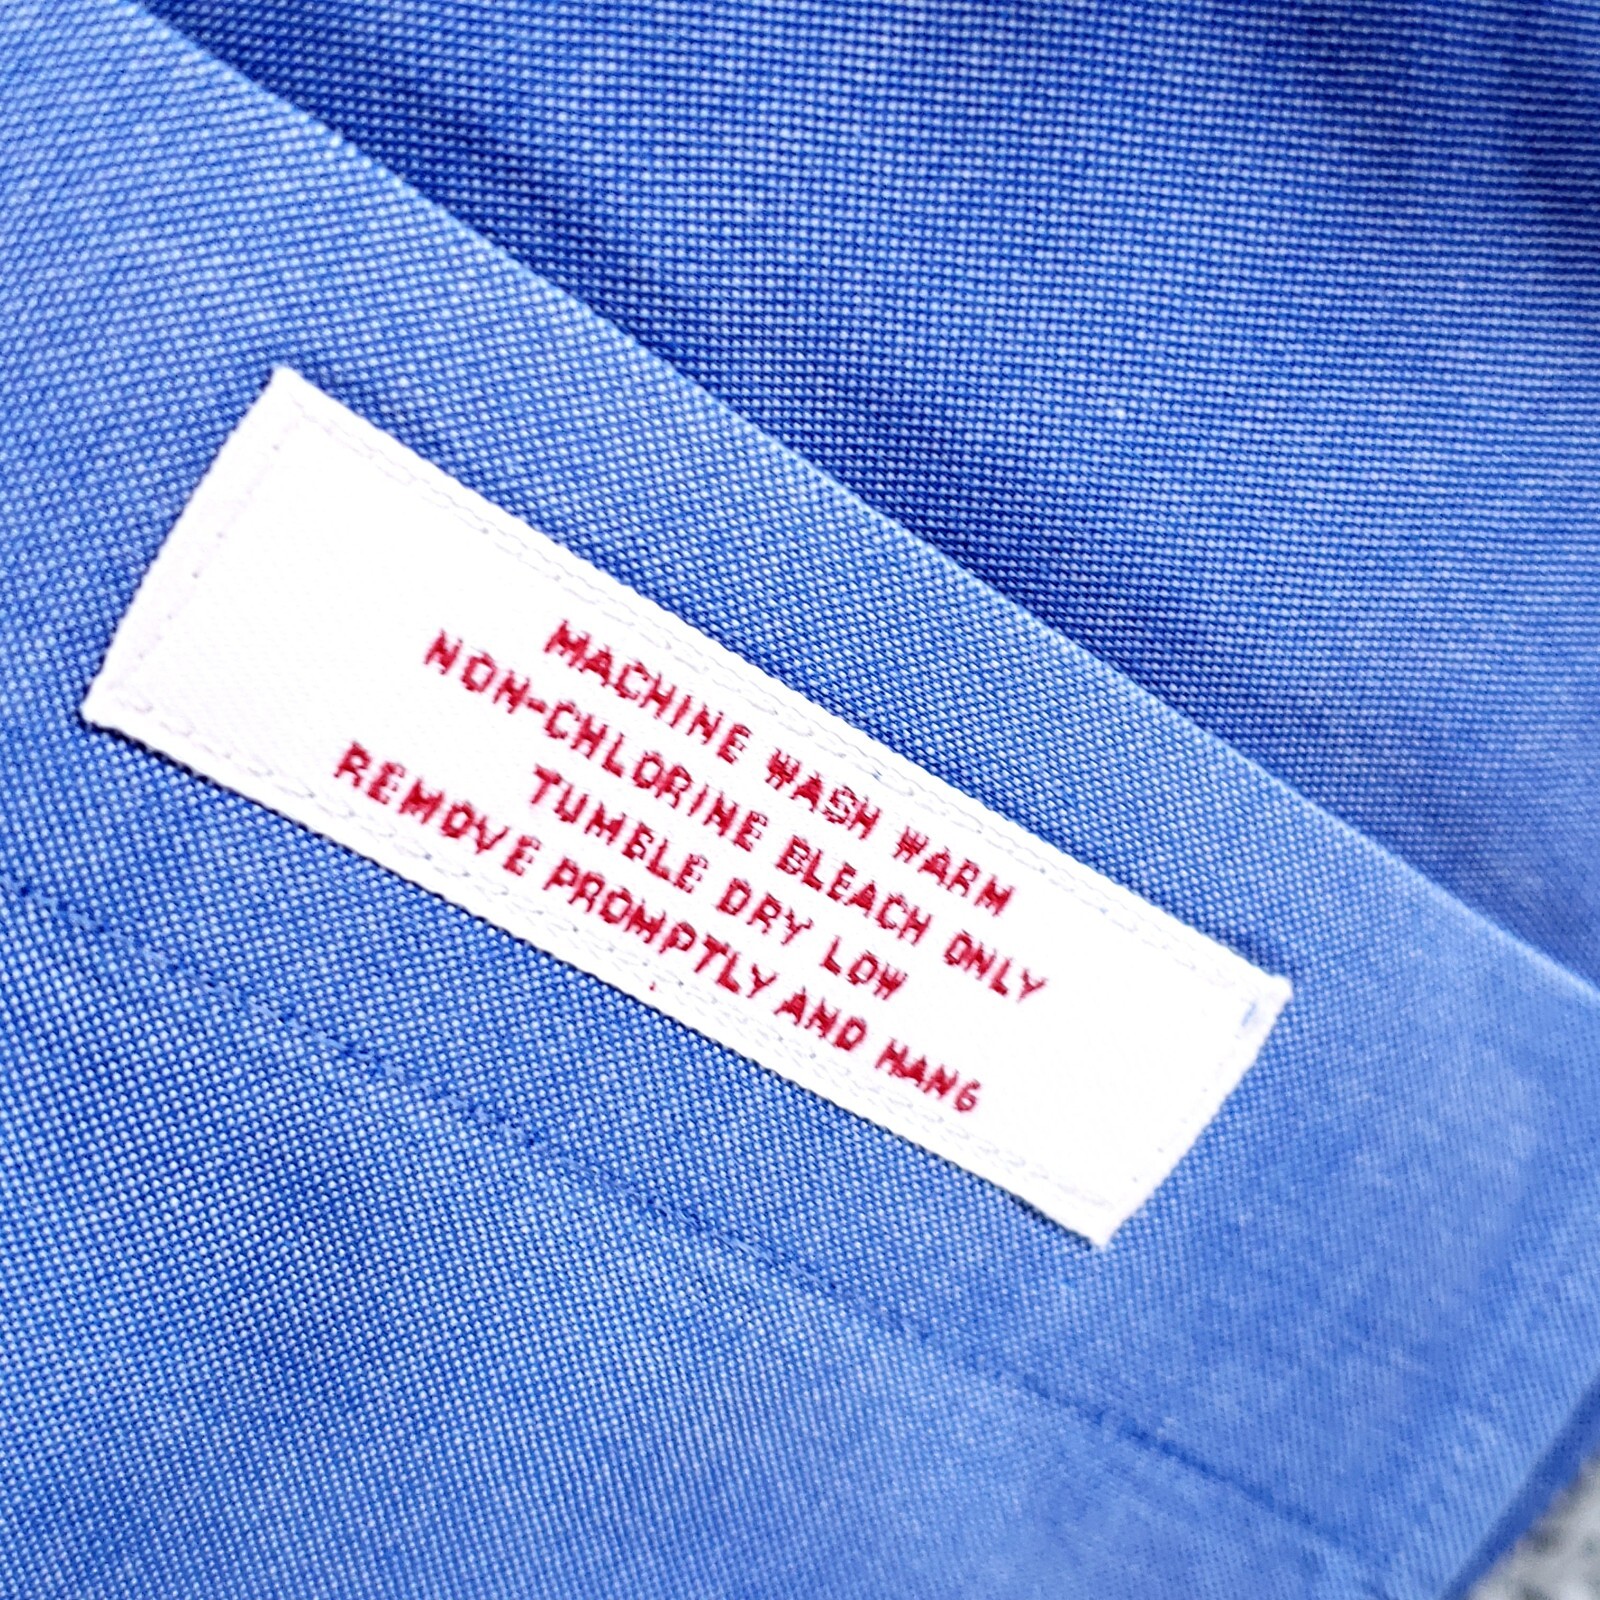 MACHINE WASH WARM
NON-CHLORINE BLEACH ONLY
TUMBLE DRY LOW
REMOVE PROMPTLY AND HANG